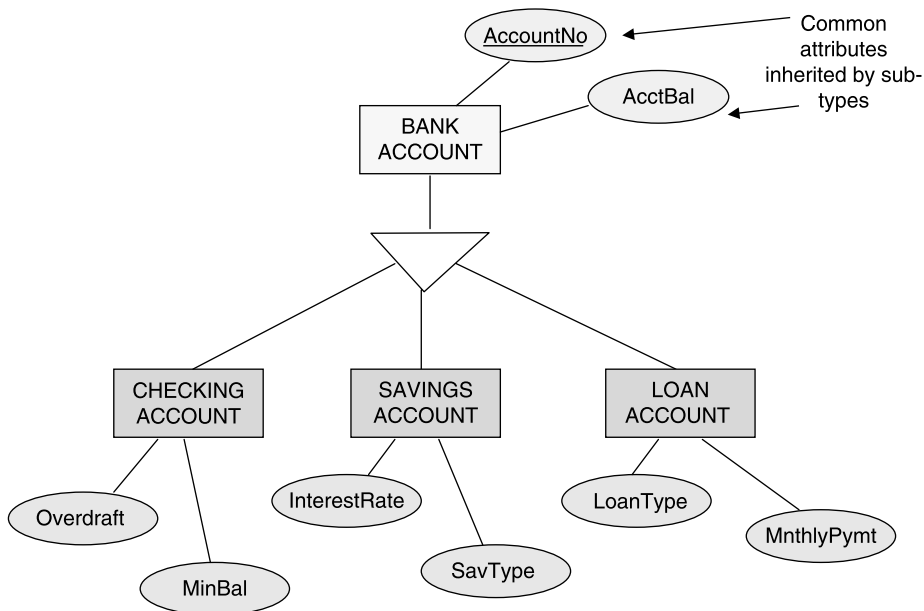 AccountNo
Common
attributes
inherited by sub-
types
AcctBal
BANK
ACCOUNT
CHECKING
ACCOUNT
SAVINGS
ACCOUNT
LOAN
ACCOUNT
Overdraft
MinBal
InterestRate
SavType
LoanType
MnthlyPymt